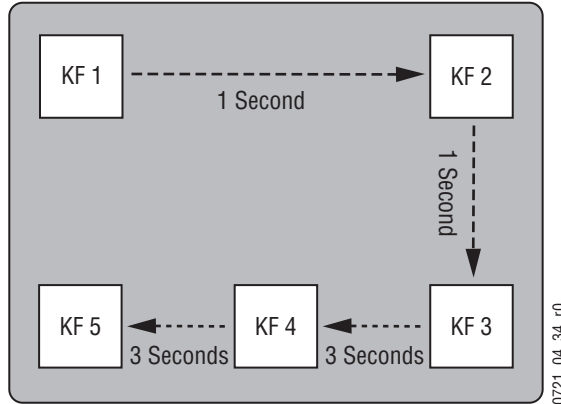 KF 1
1 Second
KF 2
1 Second
KF 3
3 Seconds
KF 4
3 Seconds
KF 5
0721_04_34_r0